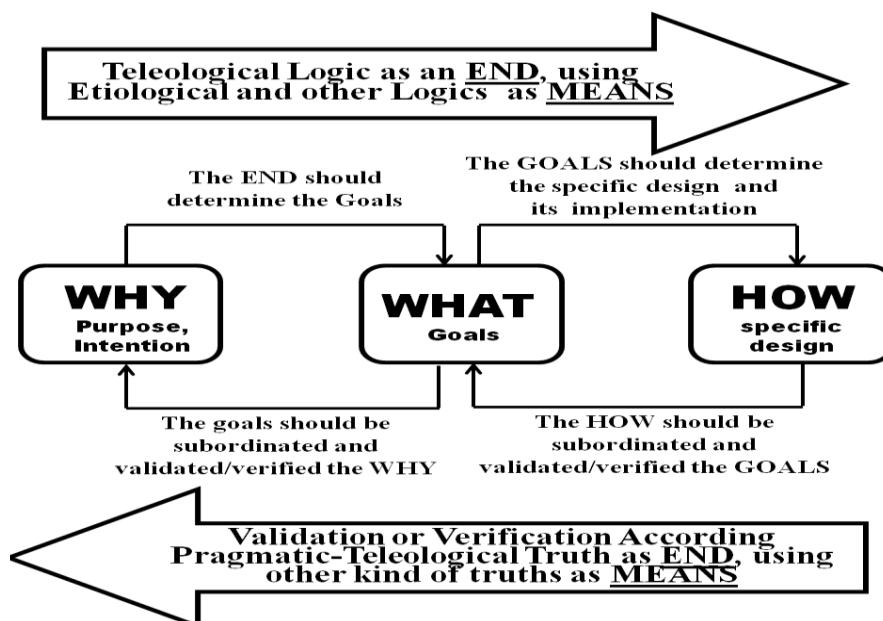 Teleological Logic as an END, using
Etiological and other Logics as MEANS
The END should
determine the Goals
The GOALS should determine
the specific design and
its implementation
WHY
Purpose,
Intention
WHAT
Goals
HOW
specific
design
The goals should be
subordinated and
validated/verified the WHY
The HOW should be
subordinated and
validated/verified the GOALS
Validation or Verification According
Pragmatic-Teleological Truth as END, using
other kind of truths as MEANS